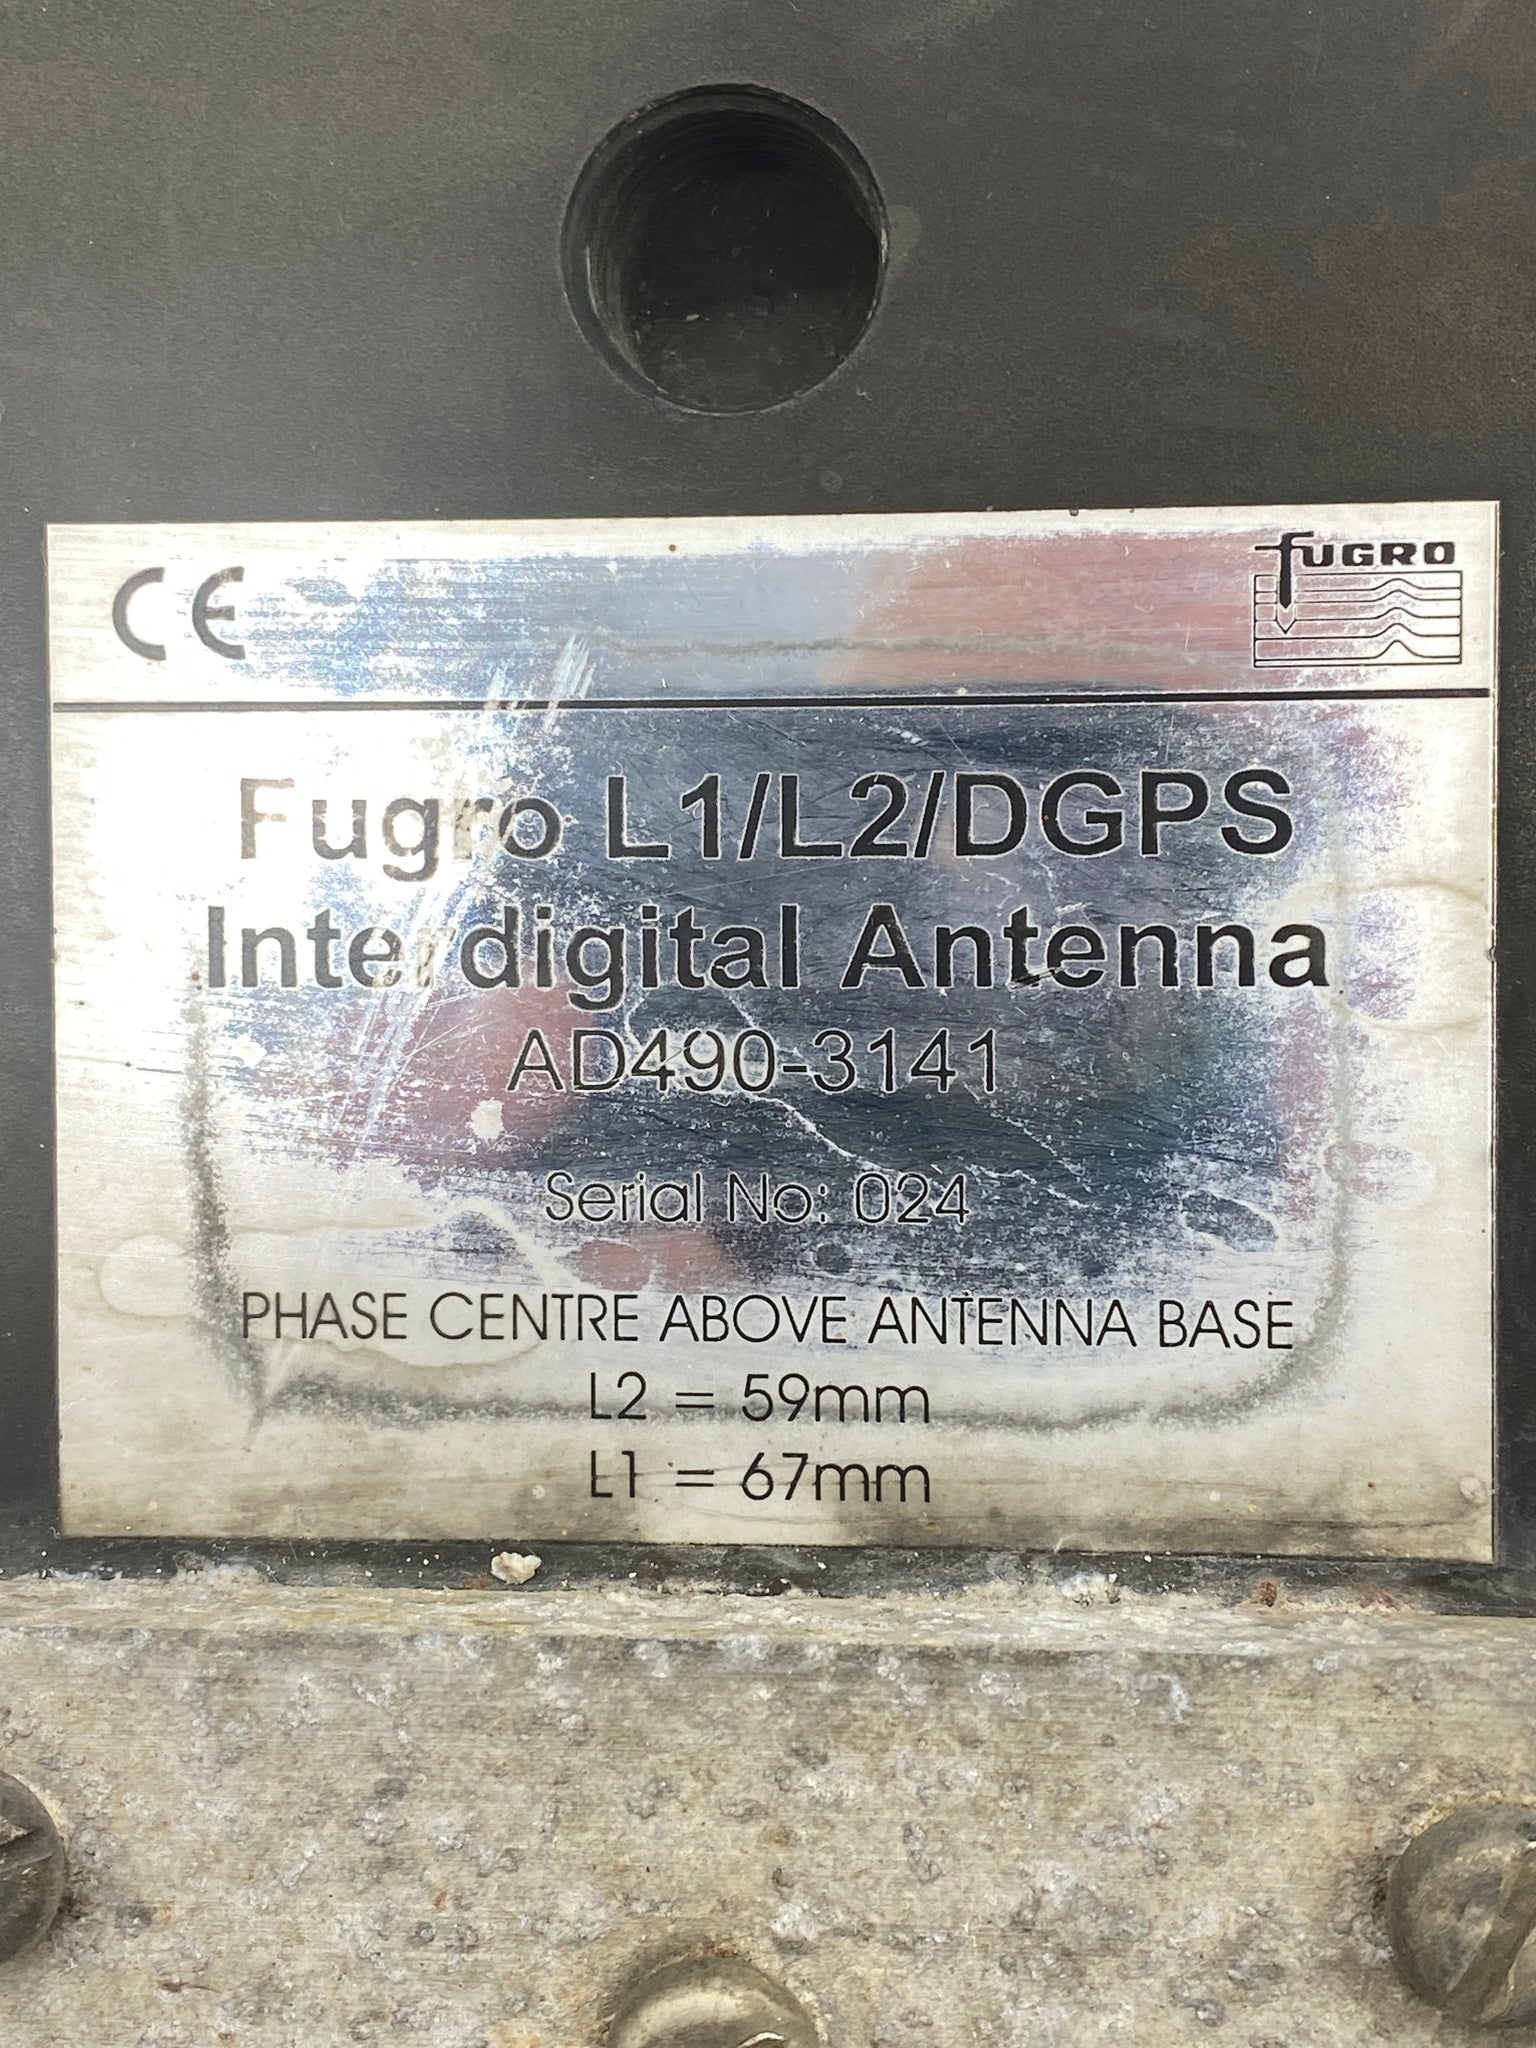 CE
FUGRO
Fugro L1/L2/DGPS
Interdigital Antenna
AD490-3141
Serial No: 024
PHASE CENTRE ABOVE ANTENNA BASE
L2 = 59mm
L1 = 67mm